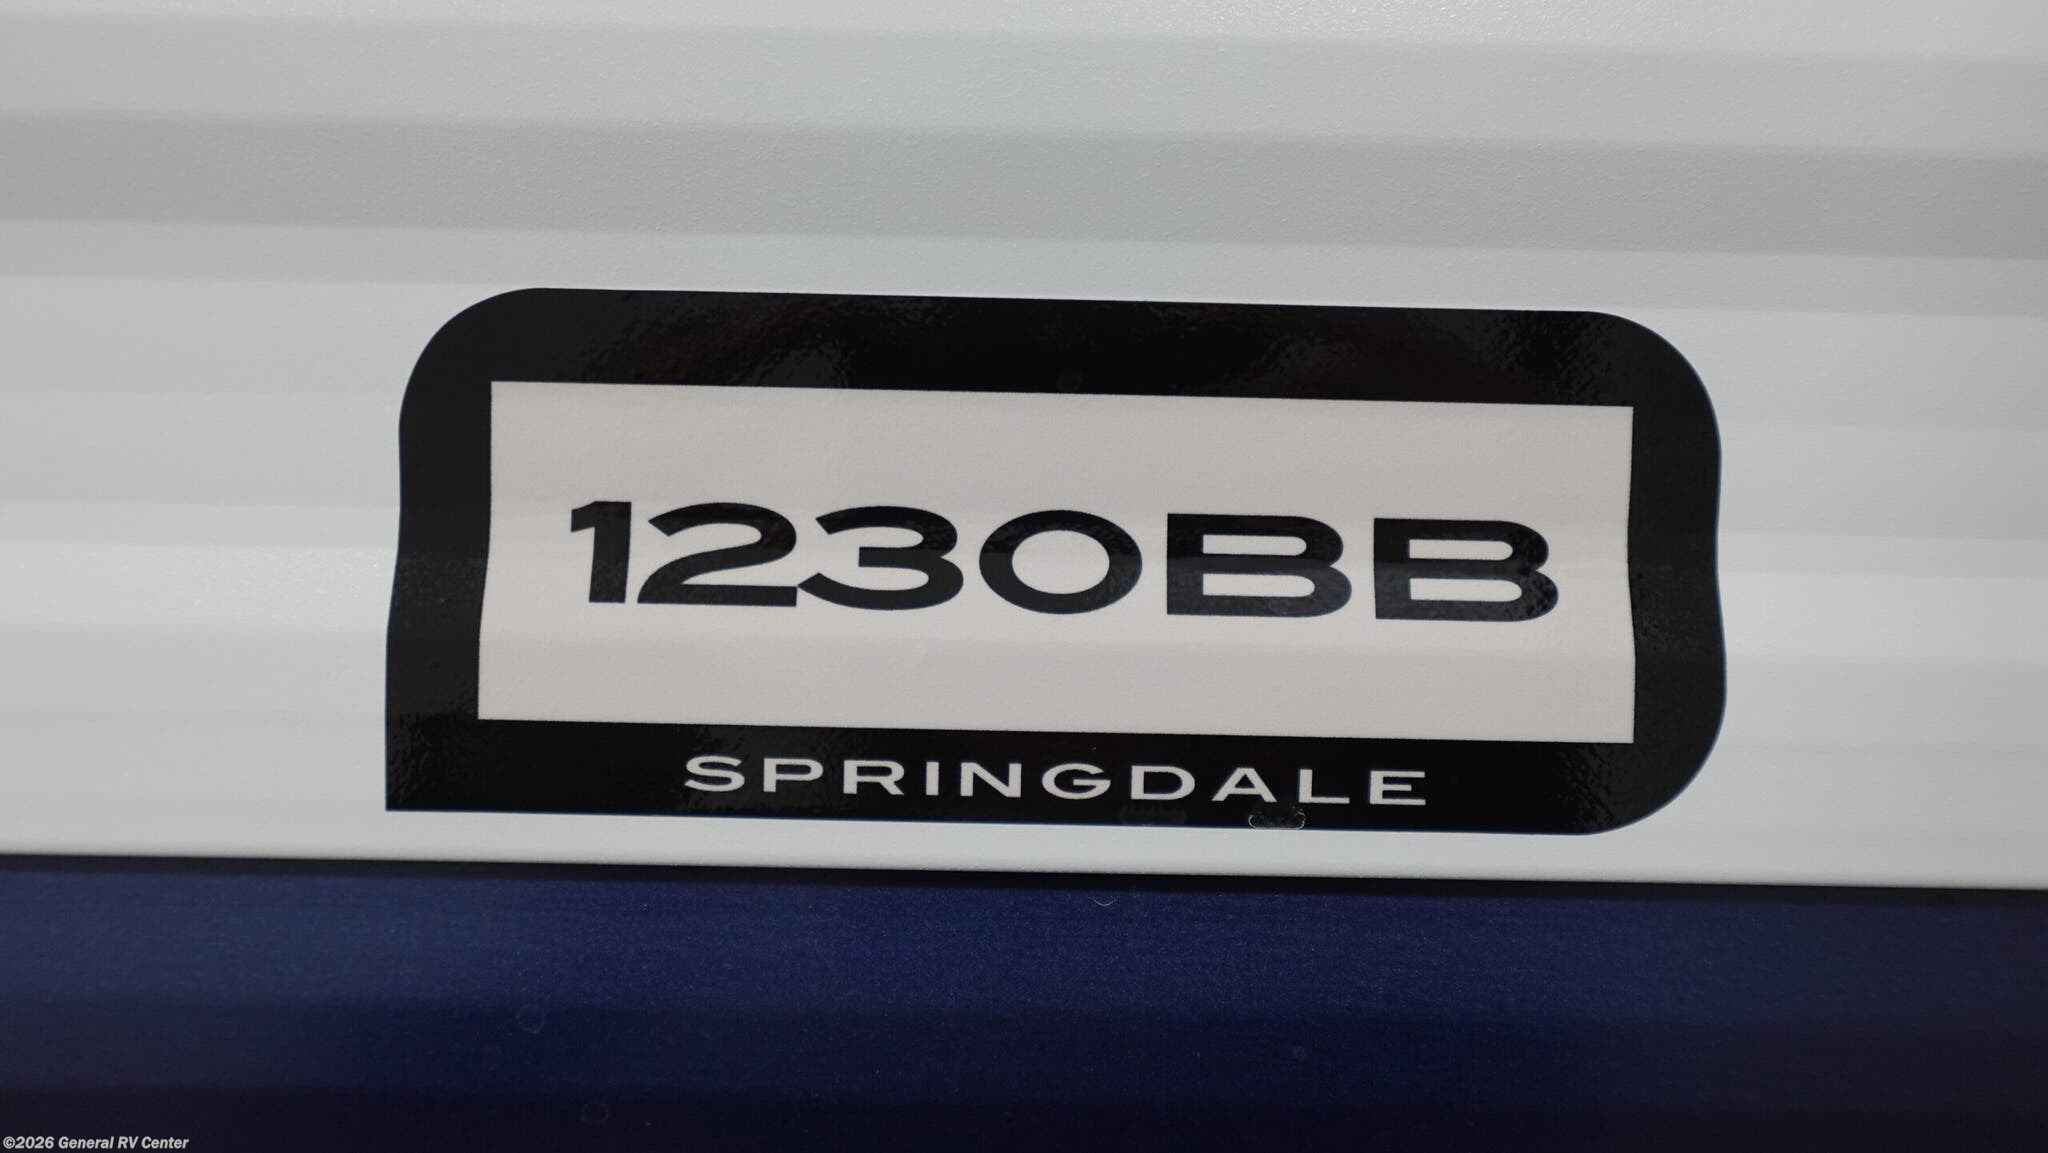 1230BB
SPRINGDALE
©2026 General RV Center